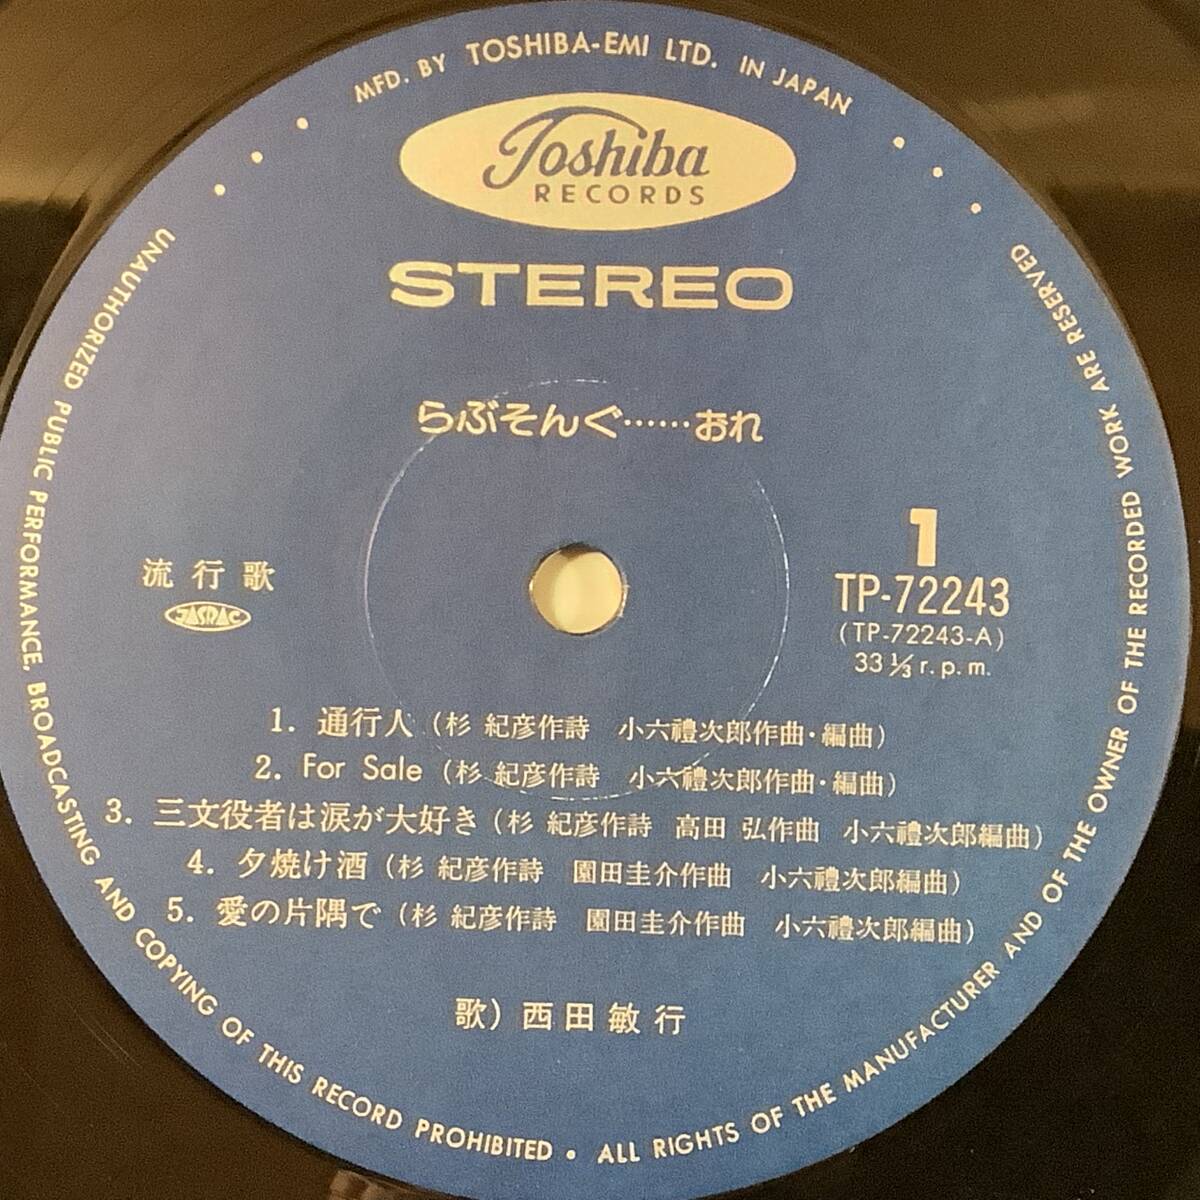 MFD. BY TOSHIBA-EMI LTD. IN JAPAN
Toshiba
RECORDS
STEREO
らぶそんぐ……おれ
1
TP-72243
(TP-72243-A)
33 ⅓ r.p.m.
流行歌
JASRAC
1. 通行人 (杉 紀彦作詩 小六禮次郎作曲・編曲)
2. For Sale (杉 紀彦作詩 小六禮次郎作曲・編曲)
3. 三文役者は涙が大好き (杉 紀彦作詩 高田 弘作曲 小六禮次郎編曲)
4. 夕焼け酒 (杉 紀彦作詩 園田圭介作曲 小六禮次郎編曲)
5. 愛の片隅で (杉 紀彦作詩 園田圭介作曲 小六禮次郎編曲)
歌) 西田敏行
UNAUTHORIZED PUBLIC PERFORMANCE, BROADCASTING AND COPYING OF THIS RECORD PROHIBITED • ALL RIGHTS OF THE MANUFACTURER AND OF THE OWNER OF THE RECORDED WORK ARE RESERVED